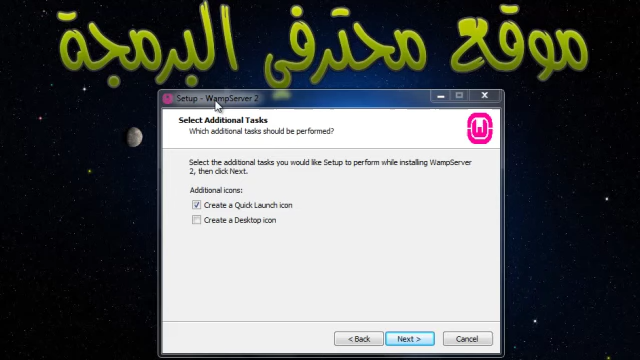 موقع محترفي البرمجة
Setup - WampServer 2
Select Additional Tasks
Which additional tasks should be performed?
Select the additional tasks you would like Setup to perform while installing WampServer
2, then click Next.
Additional icons:
Create a Quick Launch icon
Create a Desktop icon
< Back Next > Cancel